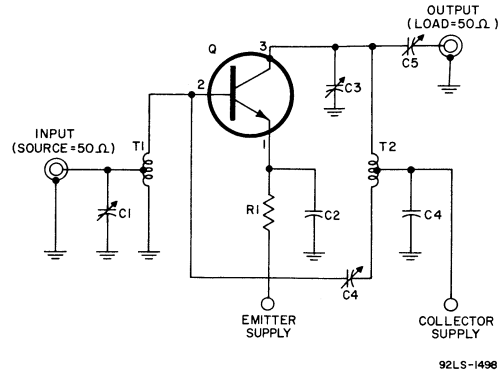 OUTPUT
(LOAD=50Ω)
Q
3
C5
2
C3
INPUT
(SOURCE=50Ω)
T1
1
T2
C1
R1
C2
C4
C4
EMITTER
SUPPLY
COLLECTOR
SUPPLY
92LS-1498